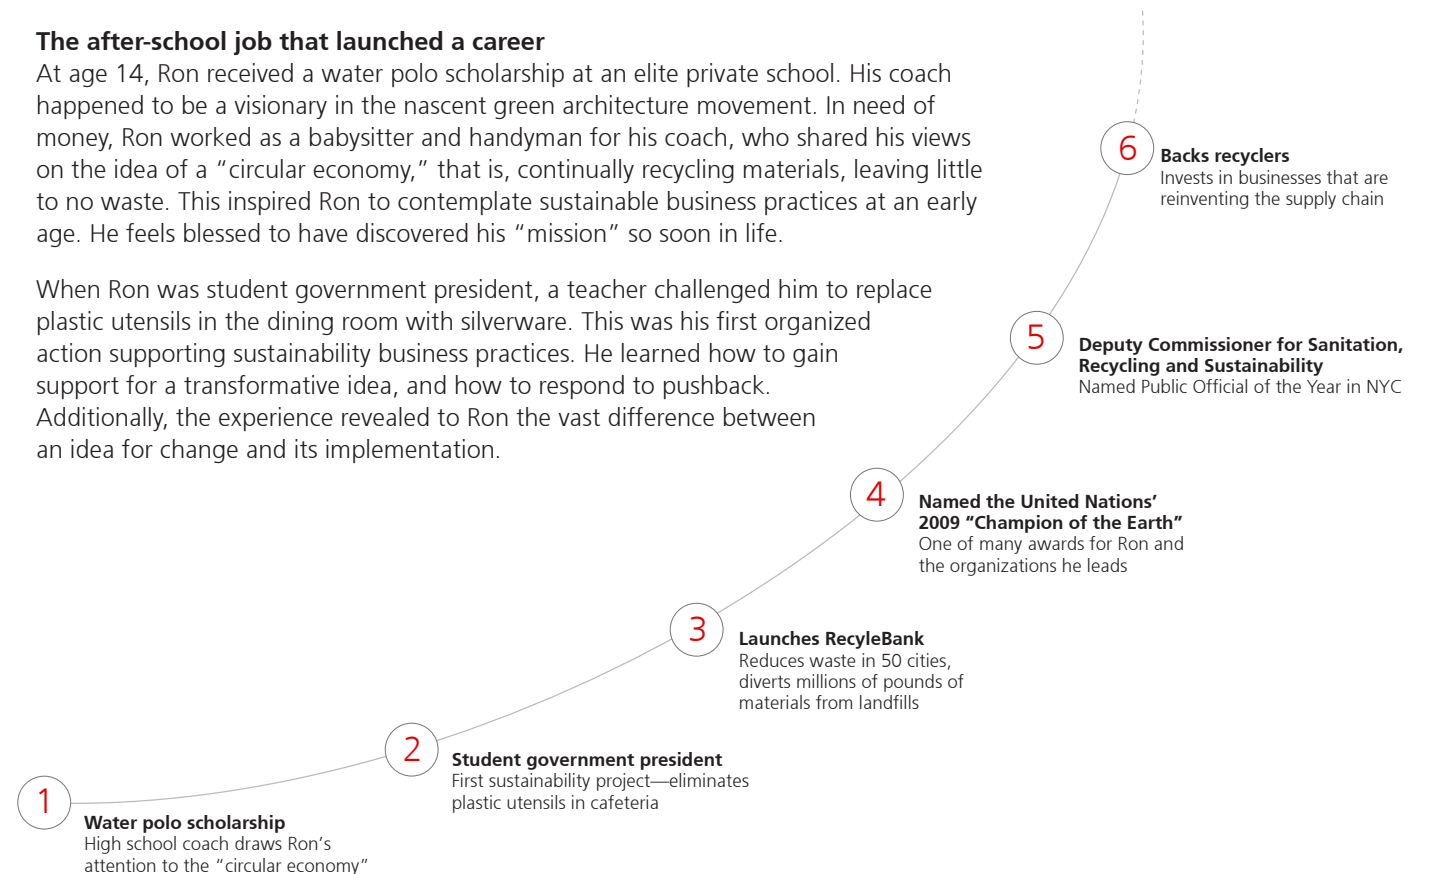 The after-school job that launched a career
At age 14, Ron received a water polo scholarship at an elite private school. His coach
happened to be a visionary in the nascent green architecture movement. In need of
money, Ron worked as a babysitter and handyman for his coach, who shared his views
on the idea of a “circular economy,” that is, continually recycling materials, leaving little
to no waste. This inspired Ron to contemplate sustainable business practices at an early
age. He feels blessed to have discovered his “mission” so soon in life.
When Ron was student government president, a teacher challenged him to replace
plastic utensils in the dining room with silverware. This was his first organized
action supporting sustainability business practices. He learned how to gain
support for a transformative idea, and how to respond to pushback.
Additionally, the experience revealed to Ron the vast difference between
an idea for change and its implementation.
1
Water polo scholarship
High school coach draws Ron’s
attention to the “circular economy”
2
Student government president
First sustainability project—eliminates
plastic utensils in cafeteria
3
Launches RecyleBank
Reduces waste in 50 cities,
diverts millions of pounds of
materials from landfills
4
Named the United Nations’
2009 “Champion of the Earth”
One of many awards for Ron and
the organizations he leads
5
Deputy Commissioner for Sanitation,
Recycling and Sustainability
Named Public Official of the Year in NYC
6
Backs recyclers
Invests in businesses that are
reinventing the supply chain